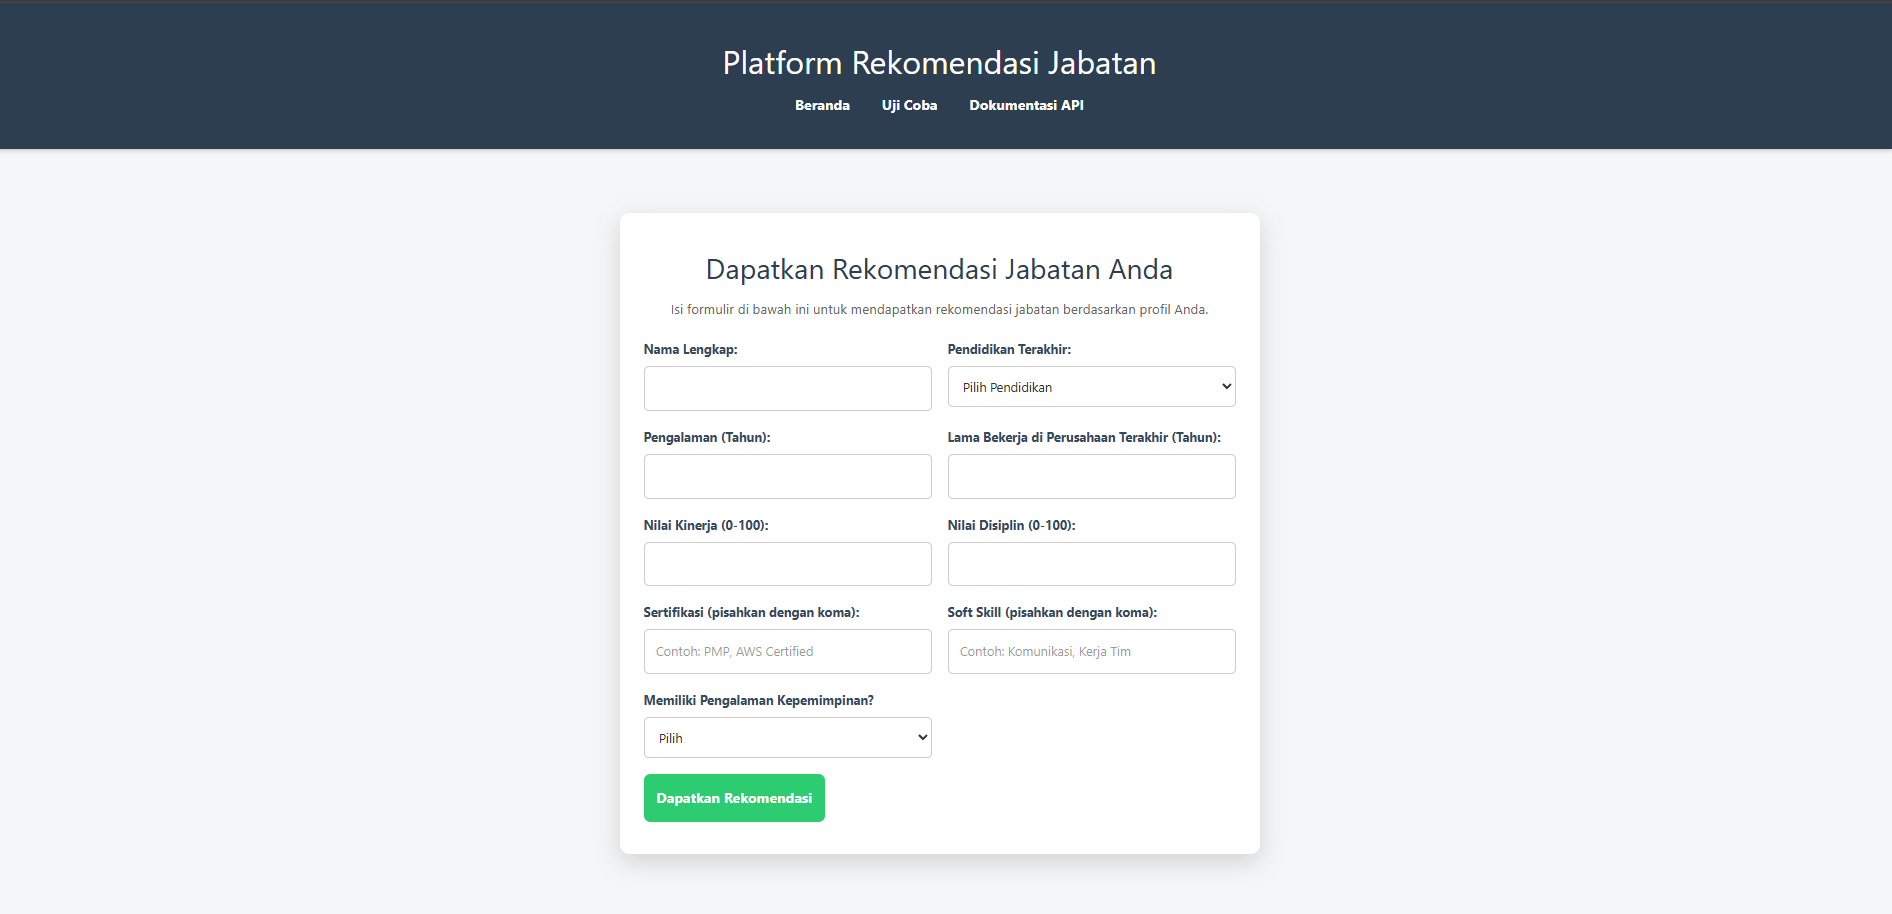 Platform Rekomendasi Jabatan
Beranda Uji Coba Dokumentasi API
Dapatkan Rekomendasi Jabatan Anda
Isi formulir di bawah ini untuk mendapatkan rekomendasi jabatan berdasarkan profil Anda.
Nama Lengkap: Pendidikan Terakhir:
Pilih Pendidikan
Pengalaman (Tahun): Lama Bekerja di Perusahaan Terakhir (Tahun):
Nilai Kinerja (0-100): Nilai Disiplin (0-100):
Sertifikasi (pisahkan dengan koma): Soft Skill (pisahkan dengan koma):
Contoh: PMP, AWS Certified Contoh: Komunikasi, Kerja Tim
Memiliki Pengalaman Kepemimpinan?
Pilih
Dapatkan Rekomendasi